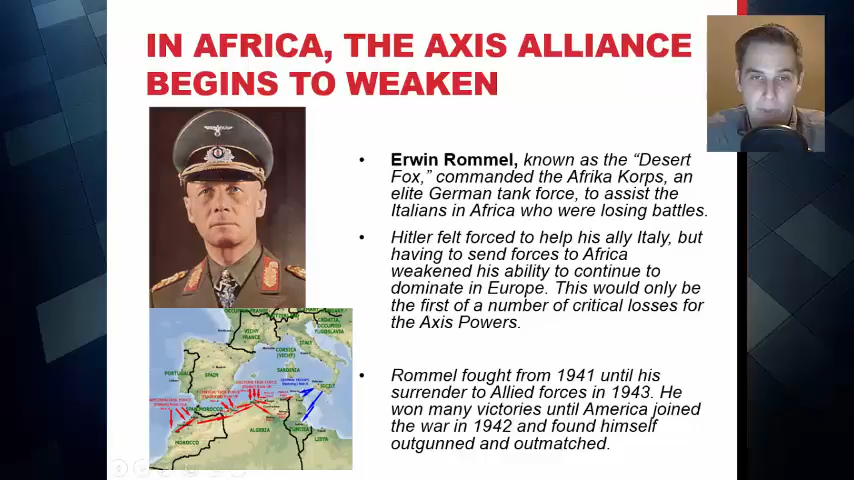 IN AFRICA, THE AXIS ALLIANCE
BEGINS TO WEAKEN
• Erwin Rommel, known as the “Desert
Fox,” commanded the Afrika Korps, an
elite German tank force, to assist the
Italians in Africa who were losing battles.
• Hitler felt forced to help his ally Italy, but
having to send forces to Africa
weakened his ability to continue to
dominate in Europe. This would only be
the first of a number of critical losses for
the Axis Powers.
• Rommel fought from 1941 until his
surrender to Allied forces in 1943. He
won many victories until America joined
the war in 1942 and found himself
outgunned and outmatched.
VICHY
FRANCE
ITALY
CORSICA
(VICHY)
PORTUGAL
SPAIN
SARDINIA
SICILY
MOROCCO
ALGERIA
TUNISIA
LIBYA